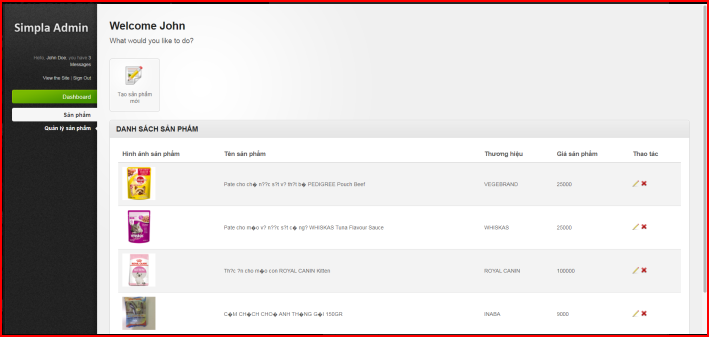 Simpla Admin
Hello, John Doe, you have 3
Messages
View the Site | Sign Out
Dashboard
Sản phẩm
Quản lý sản phẩm
Welcome John
What would you like to do?
Tạo sản phẩm
mới
DANH SÁCH SẢN PHẨM
Hình ảnh sản phẩm Tên sản phẩm Thương hiệu Giá sản phẩm Thao tác
Pate cho ch� n??c s?t v? th?t b� PEDIGREE Pouch Beef VEGEBRAND 25000
Pate cho m�o v? n??c s?t c� ng? WHISKAS Tuna Flavour Sauce WHISKAS 25000
Th?c ?n cho m�o con ROYAL CANIN Kitten ROYAL CANIN 100000
C�M CH�CH CHO� ANH TH�NG G�I 150GR INABA 9000